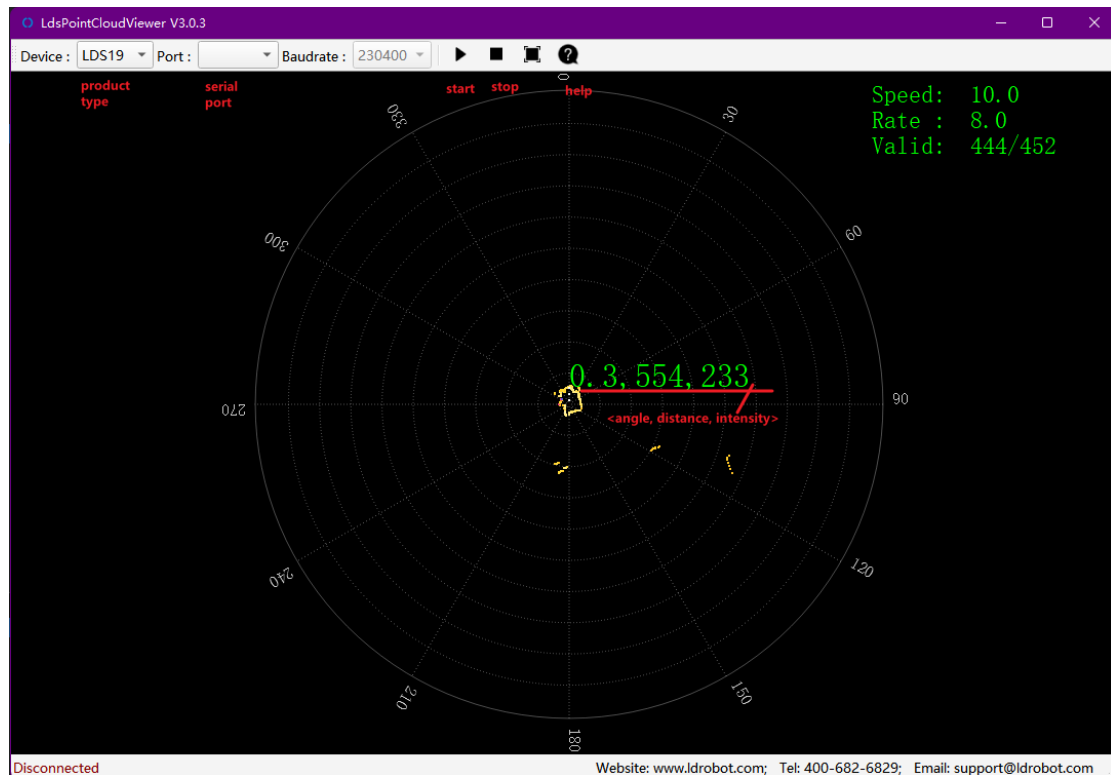 LdsPointCloudViewer V3.0.3
Device : LDS19 Port : Baudrate : 230400
product type
serial port
start stop help
0
330
30
Speed: 10.0
Rate : 8.0
Valid: 444/452
300
60
0.3,554,233
270
90
<angle, distance, intensity>
240
120
210
150
180
Disconnected
Website: www.ldrobot.com; Tel: 400-682-6829; Email: support@ldrobot.com